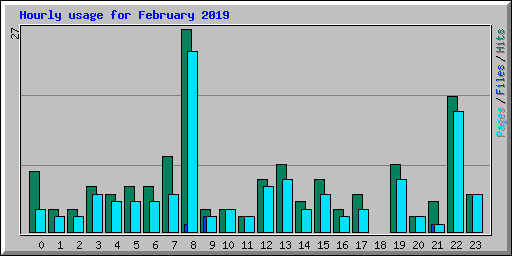 Hourly usage for February 2019
27
Pages / Files / Hits
0 1 2 3 4 5 6 7 8 9 10 11 12 13 14 15 16 17 18 19 20 21 22 23